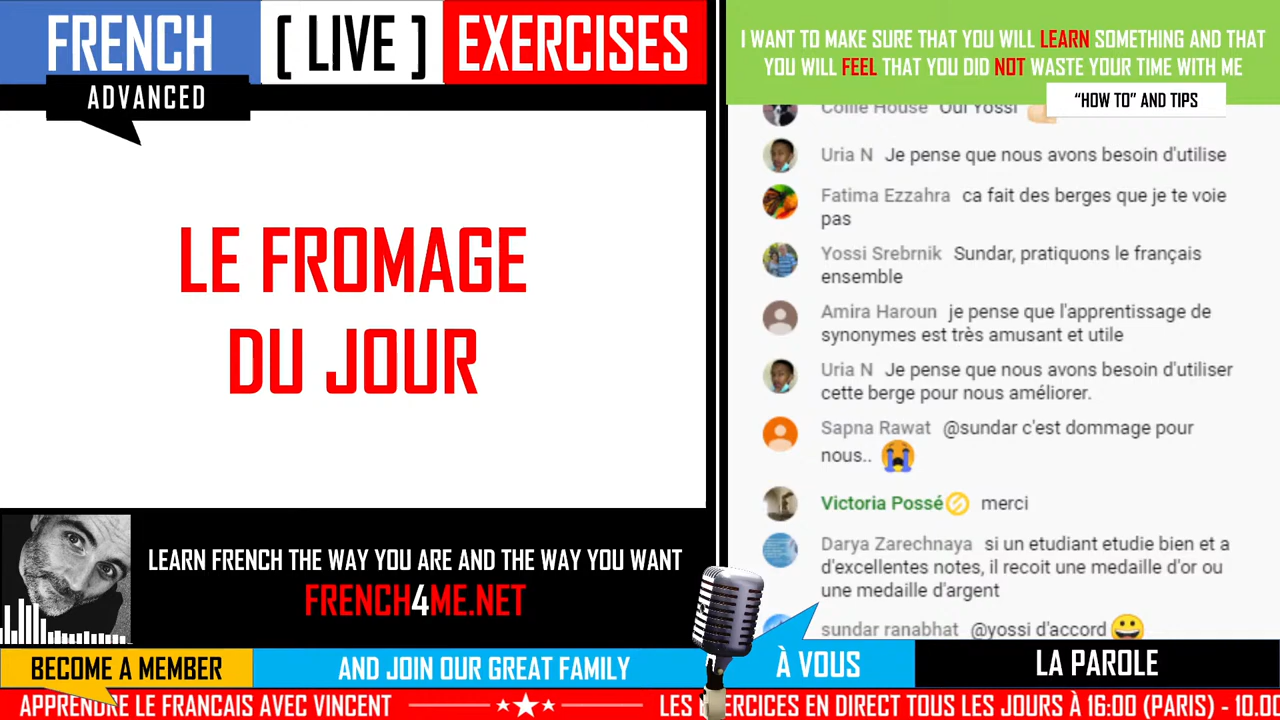 FRENCH [ LIVE ] EXERCISES
ADVANCED
LE FROMAGE
DU JOUR
LEARN FRENCH THE WAY YOU ARE AND THE WAY YOU WANT
FRENCH4ME.NET
BECOME A MEMBER
AND JOIN OUR GREAT FAMILY
I WANT TO MAKE SURE THAT YOU WILL LEARN SOMETHING AND THAT
YOU WILL FEEL THAT YOU DID NOT WASTE YOUR TIME WITH ME
“HOW TO” AND TIPS
Collie House Oui Yossi
Uria N Je pense que nous avons besoin d'utilise
Fatima Ezzahra ca fait des berges que je te voie
pas
Yossi Srebrnik Sundar, pratiquons le français
ensemble
Amira Haroun je pense que l'apprentissage de
synonymes est très amusant et utile
Uria N Je pense que nous avons besoin d'utiliser
cette berge pour nous améliorer.
Sapna Rawat @sundar c'est dommage pour
nous..
Victoria Possé merci
Darya Zarechnaya si un etudiant etudie bien et a
d'excellentes notes, il recoit une medaille d'or ou
une medaille d'argent
sundar ranabhat @yossi d'accord
À VOUS
LA PAROLE
APPRENDRE LE FRANCAIS AVEC VINCENT
LES EXERCICES EN DIRECT TOUS LES JOURS À 16:00 (PARIS) - 10.00